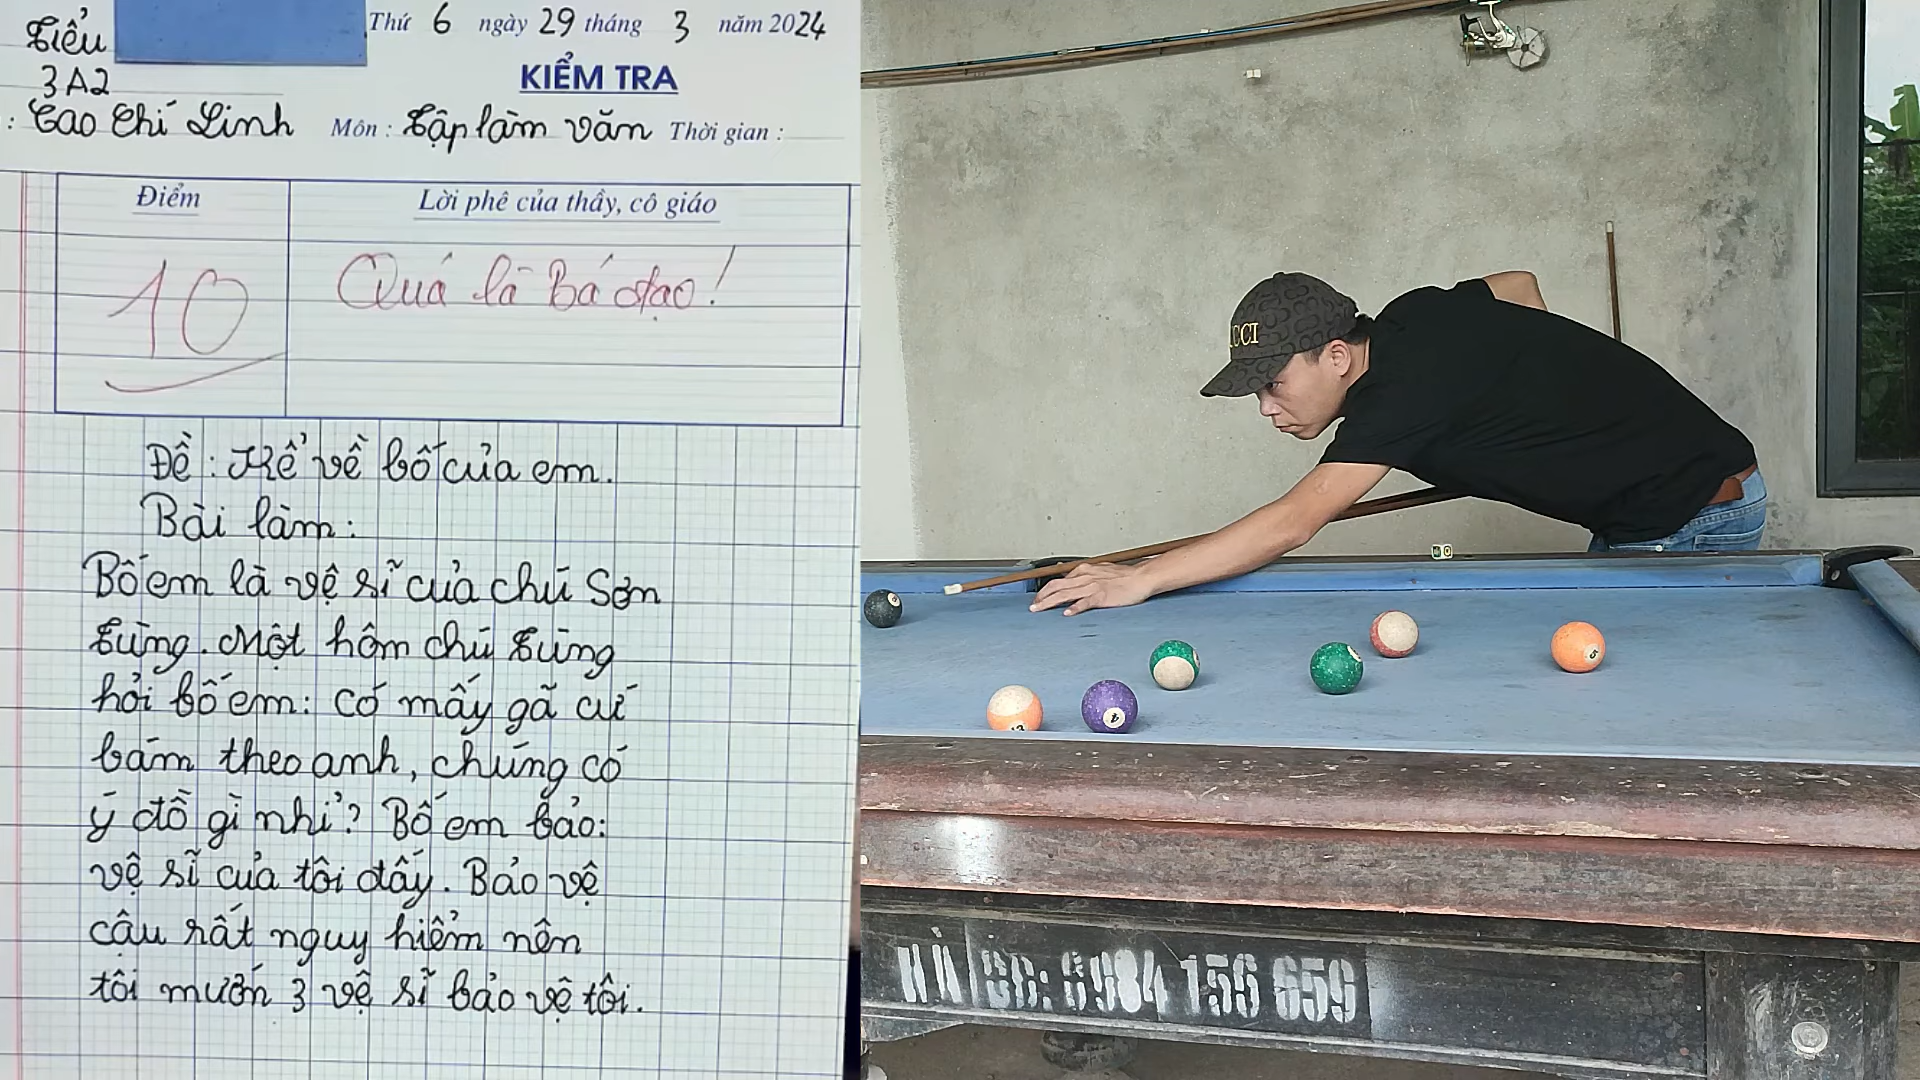 Tiểu
Thứ 6 ngày 29 tháng 3 năm 2024
3A2
KIỂM TRA
: Cao Chí Linh Môn : Tập làm văn Thời gian :
Điểm
Lời phê của thầy, cô giáo
10
Quá là Bá đạo!
Đề: Kể về bố của em.
Bài làm:
Bố em là vệ sĩ của chú Sơn
Tùng. Một hôm chú Tùng
hỏi bố em: Có mấy gã cứ
bám theo anh, chúng có
ý đồ gì nhỉ? Bố em bảo:
vệ sĩ của tôi đấy. Bảo vệ
cậu rất nguy hiểm nên
tôi mướn 3 vệ sĩ bảo vệ tôi.
CCI
5
4
156 659